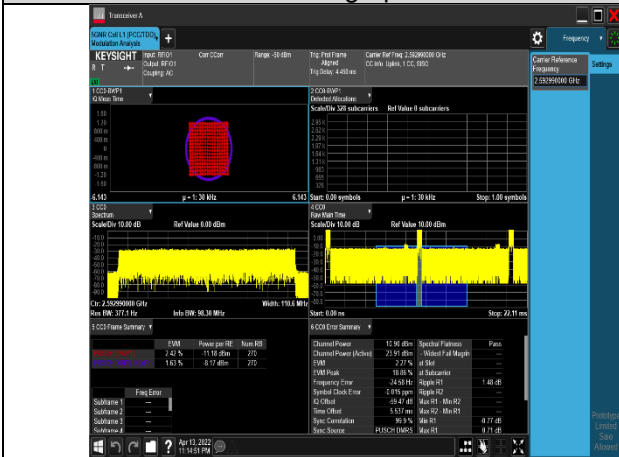 Transceiver A
5GNR Cell L1 (PCC/TDD)
Modulation Analysis
Frequency
KEYSIGHT
Input: RFIO1
Output: RFIO1
Coupling: AC
Corr CCorr
Range: -50 dBm
Trig: Prd Frame
Aligned
Trig Delay: 4.450 ms
Carrier Ref Freq: 2.592990000 GHz
CC Info: Uplink, 1 CC, SISO
R T
Carrier Reference
Frequency
2.592990000 GHz
Settings
1 CC0-BWP1
IQ Meas Time
-6.143
μ = 1: 30 kHz
6.143
2 CC0-BWP1
Detected Allocations
Scale/Div 328 subcarriers
Ref Value 0 subcarriers
Start: 0.00 symbols
μ = 1: 30 kHz
Stop: 1.00 symbols
3 CC0
Spectrum
Scale/Div 10.00 dB
Ref Value 0.00 dBm
Ctr: 2.592990000 GHz
Width: 110.6 MHz
Res BW: 377.1 Hz
Info BW: 98.30 MHz
4 CC0
Raw Main Time
Scale/Div 10.00 dB
Ref Value 10.00 dBm
Start: 0.00 ns
Stop: 22.11 ms
5 CC0 Frame Summary
EVM Power per RE Num.RB
2.42 % -11.18 dBm 270
1.63 % -8.17 dBm 270
Freq Error
Subframe 1 ---
Subframe 2 ---
Subframe 3 ---
Subframe 4
6 CC0 Error Summary
Channel Power 10.90 dBm Spectral Flatness Pass
Channel Power (Active) 23.91 dBm - Widest Fail Margin ---
EVM 2.27 % at Slot ---
EVM Peak 18.86 % at Subcarrier ---
Frequency Error -24.58 Hz Ripple R1 1.48 dB
Symbol Clock Error -0.015 ppm Ripple R2 ---
IQ Offset -59.47 dB Max R1 - Min R2 ---
Time Offset 5.537 ms Max R2 - Min R1 ---
Sync Correlation 99.9 % Min R1 -0.77 dB
Sync Source PUSCH DMRS Max R1 0.71 dB
Apr 13, 2022
11:14:51 PM
Prototype
Limited
Sale
Allowed